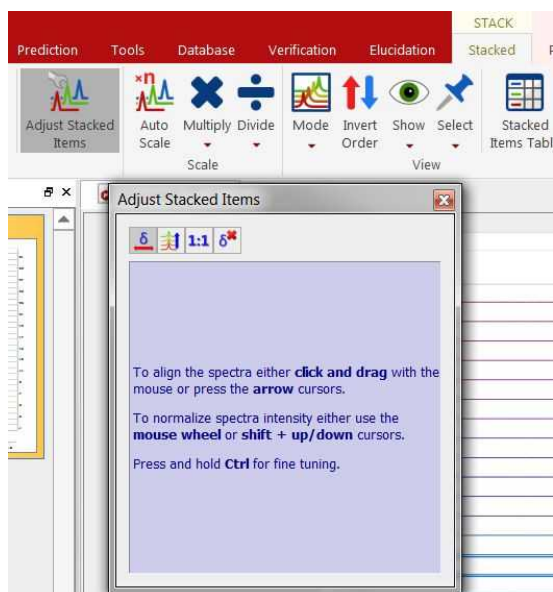 STACK
Prediction Tools Database Verification Elucidation Stacked
Adjust Stacked Items
×n
Auto Scale
Multiply
Divide
Mode
Invert Order
Show
Select
Stacked
Scale
View
Adjust Stacked Items
δ 1:1 δ
To align the spectra either click and drag with the
mouse or press the arrow cursors.
To normalize spectra intensity either use the
mouse wheel or shift + up/down cursors.
Press and hold Ctrl for fine tuning.